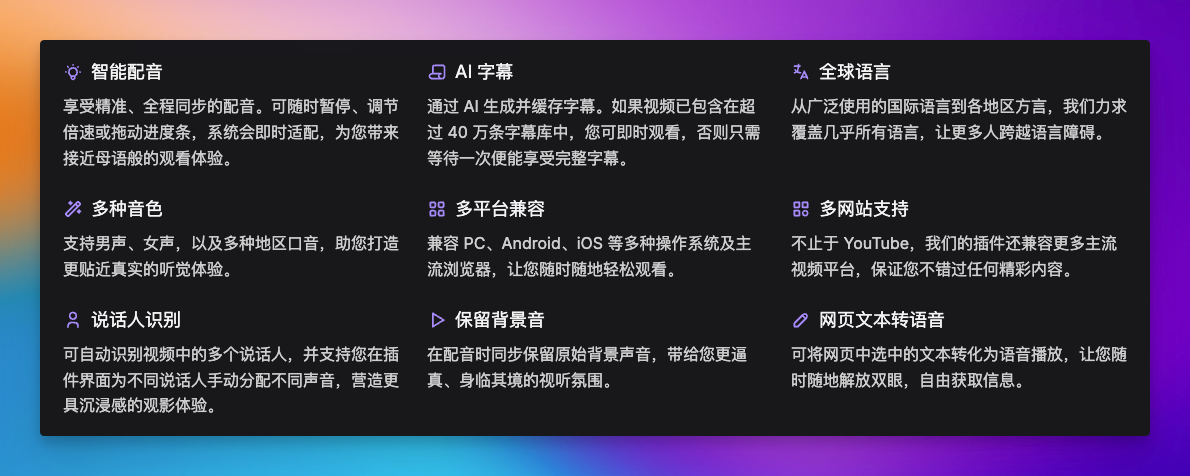 智能配音
享受精准、全程同步的配音。可随时暂停、调节
倍速或拖动进度条，系统会即时适配，为您带来
接近母语般的观看体验。
AI 字幕
通过 AI 生成并缓存字幕。如果视频已包含在超
过 40 万条字幕库中，您可即时观看，否则只需
等待一次便能享受完整字幕。
全球语言
从广泛使用的国际语言到各地区方言，我们力求
覆盖几乎所有语言，让更多人跨越语言障碍。
多种音色
支持男声、女声，以及多种地区口音，助您打造
更贴近真实的听觉体验。
多平台兼容
兼容 PC、Android、iOS 等多种操作系统及主
流浏览器，让您随时随地轻松观看。
多网站支持
不止于 YouTube，我们的插件还兼容更多主流
视频平台，保证您不错过任何精彩内容。
说话人识别
可自动识别视频中的多个说话人，并支持您在插
件界面为不同说话人手动分配不同声音，营造更
具沉浸感的观影体验。
保留背景音
在配音时同步保留原始背景声音，带给您更逼
真、身临其境的视听氛围。
网页文本转语音
可将网页中选中的文本转化为语音播放，让您随
时随地解放双眼，自由获取信息。